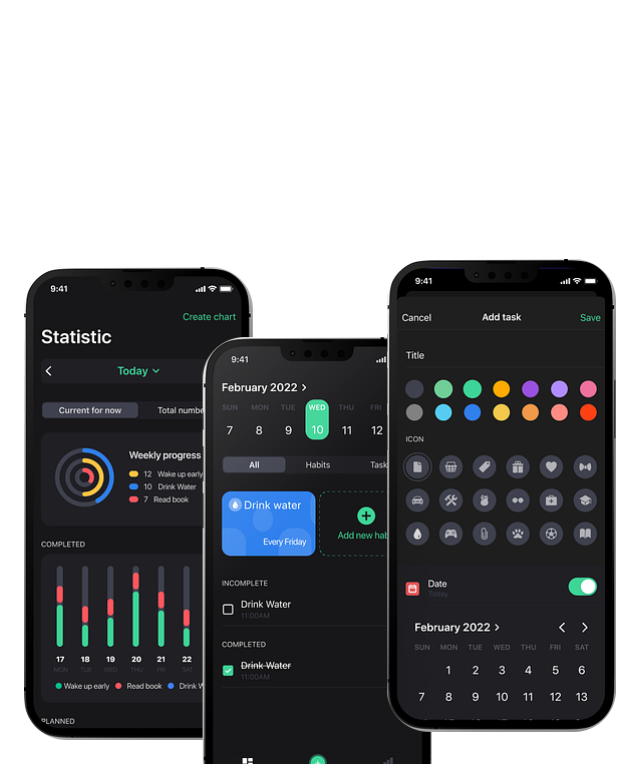 9:41
Create chart
Statistic
Today
Current for now
Total numbe
Weekly progress
12 Wake up early
10 Drink Water
7 Read book
COMPLETED
17 18 19 20 21 22
MON TUE WED THU FRI SAT
Wake up early Read book Drink W
PLANNED
9:41
February 2022
SUN MON TUE WED THU FRI
7 8 9 10 11 12
All Habits Task
Drink water
Every Friday
Add new hab
INCOMPLETE
Drink Water
11:00AM
COMPLETED
Drink Water
11:00AM
9:41
Cancel Add task Save
Title
ICON
Date
Today
February 2022
SUN MON TUE WED THU FRI SAT
1 2 3 4 5 6
7 8 9 10 11 12 13